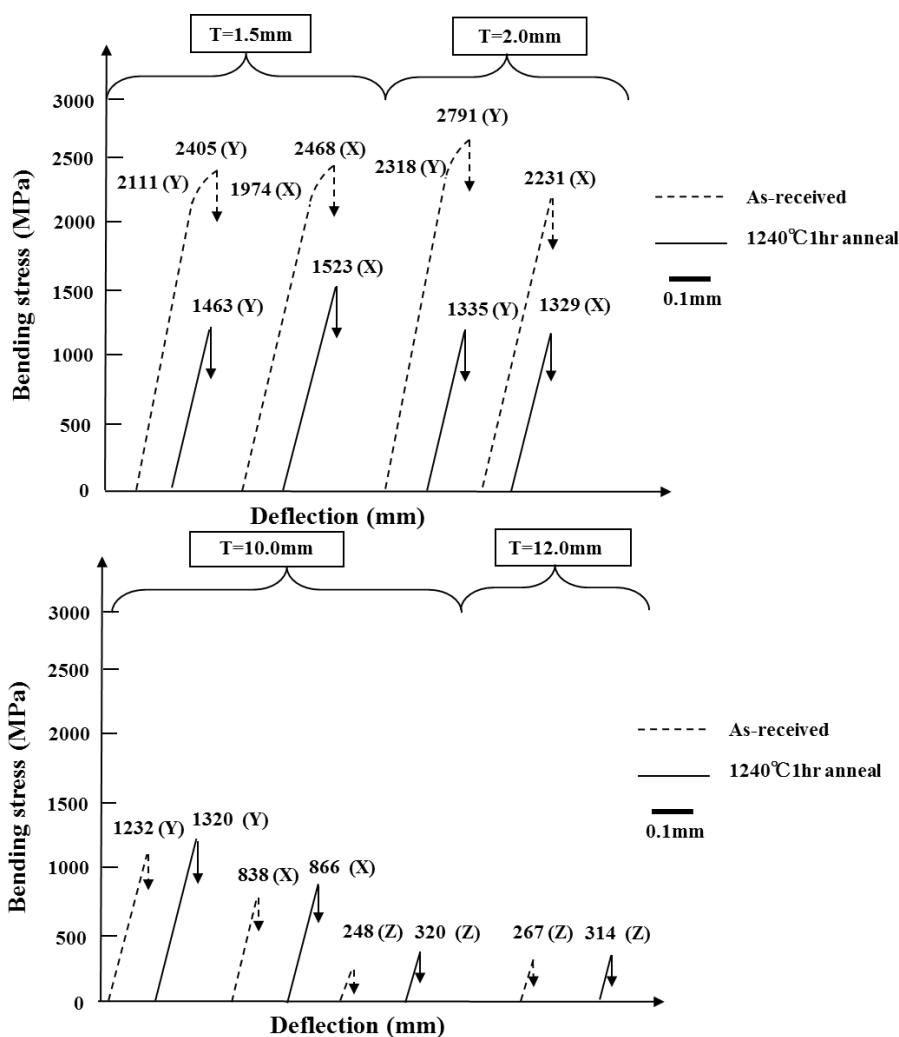 T=1.5mm
T=2.0mm
Bending stress (MPa)
3000
2500
2000
1500
1000
500
0
2111 (Y)
2405 (Y)
1974 (X)
2468 (X)
2318 (Y)
2791 (Y)
2231 (X)
1463 (Y)
1523 (X)
1335 (Y)
1329 (X)
As-received
1240℃1hr anneal
0.1mm
Deflection (mm)
T=10.0mm
T=12.0mm
Bending stress (MPa)
3000
2500
2000
1500
1000
500
0
1232 (Y)
1320 (Y)
838 (X)
866 (X)
248 (Z)
320 (Z)
267 (Z)
314 (Z)
As-received
1240℃1hr anneal
0.1mm
Deflection (mm)